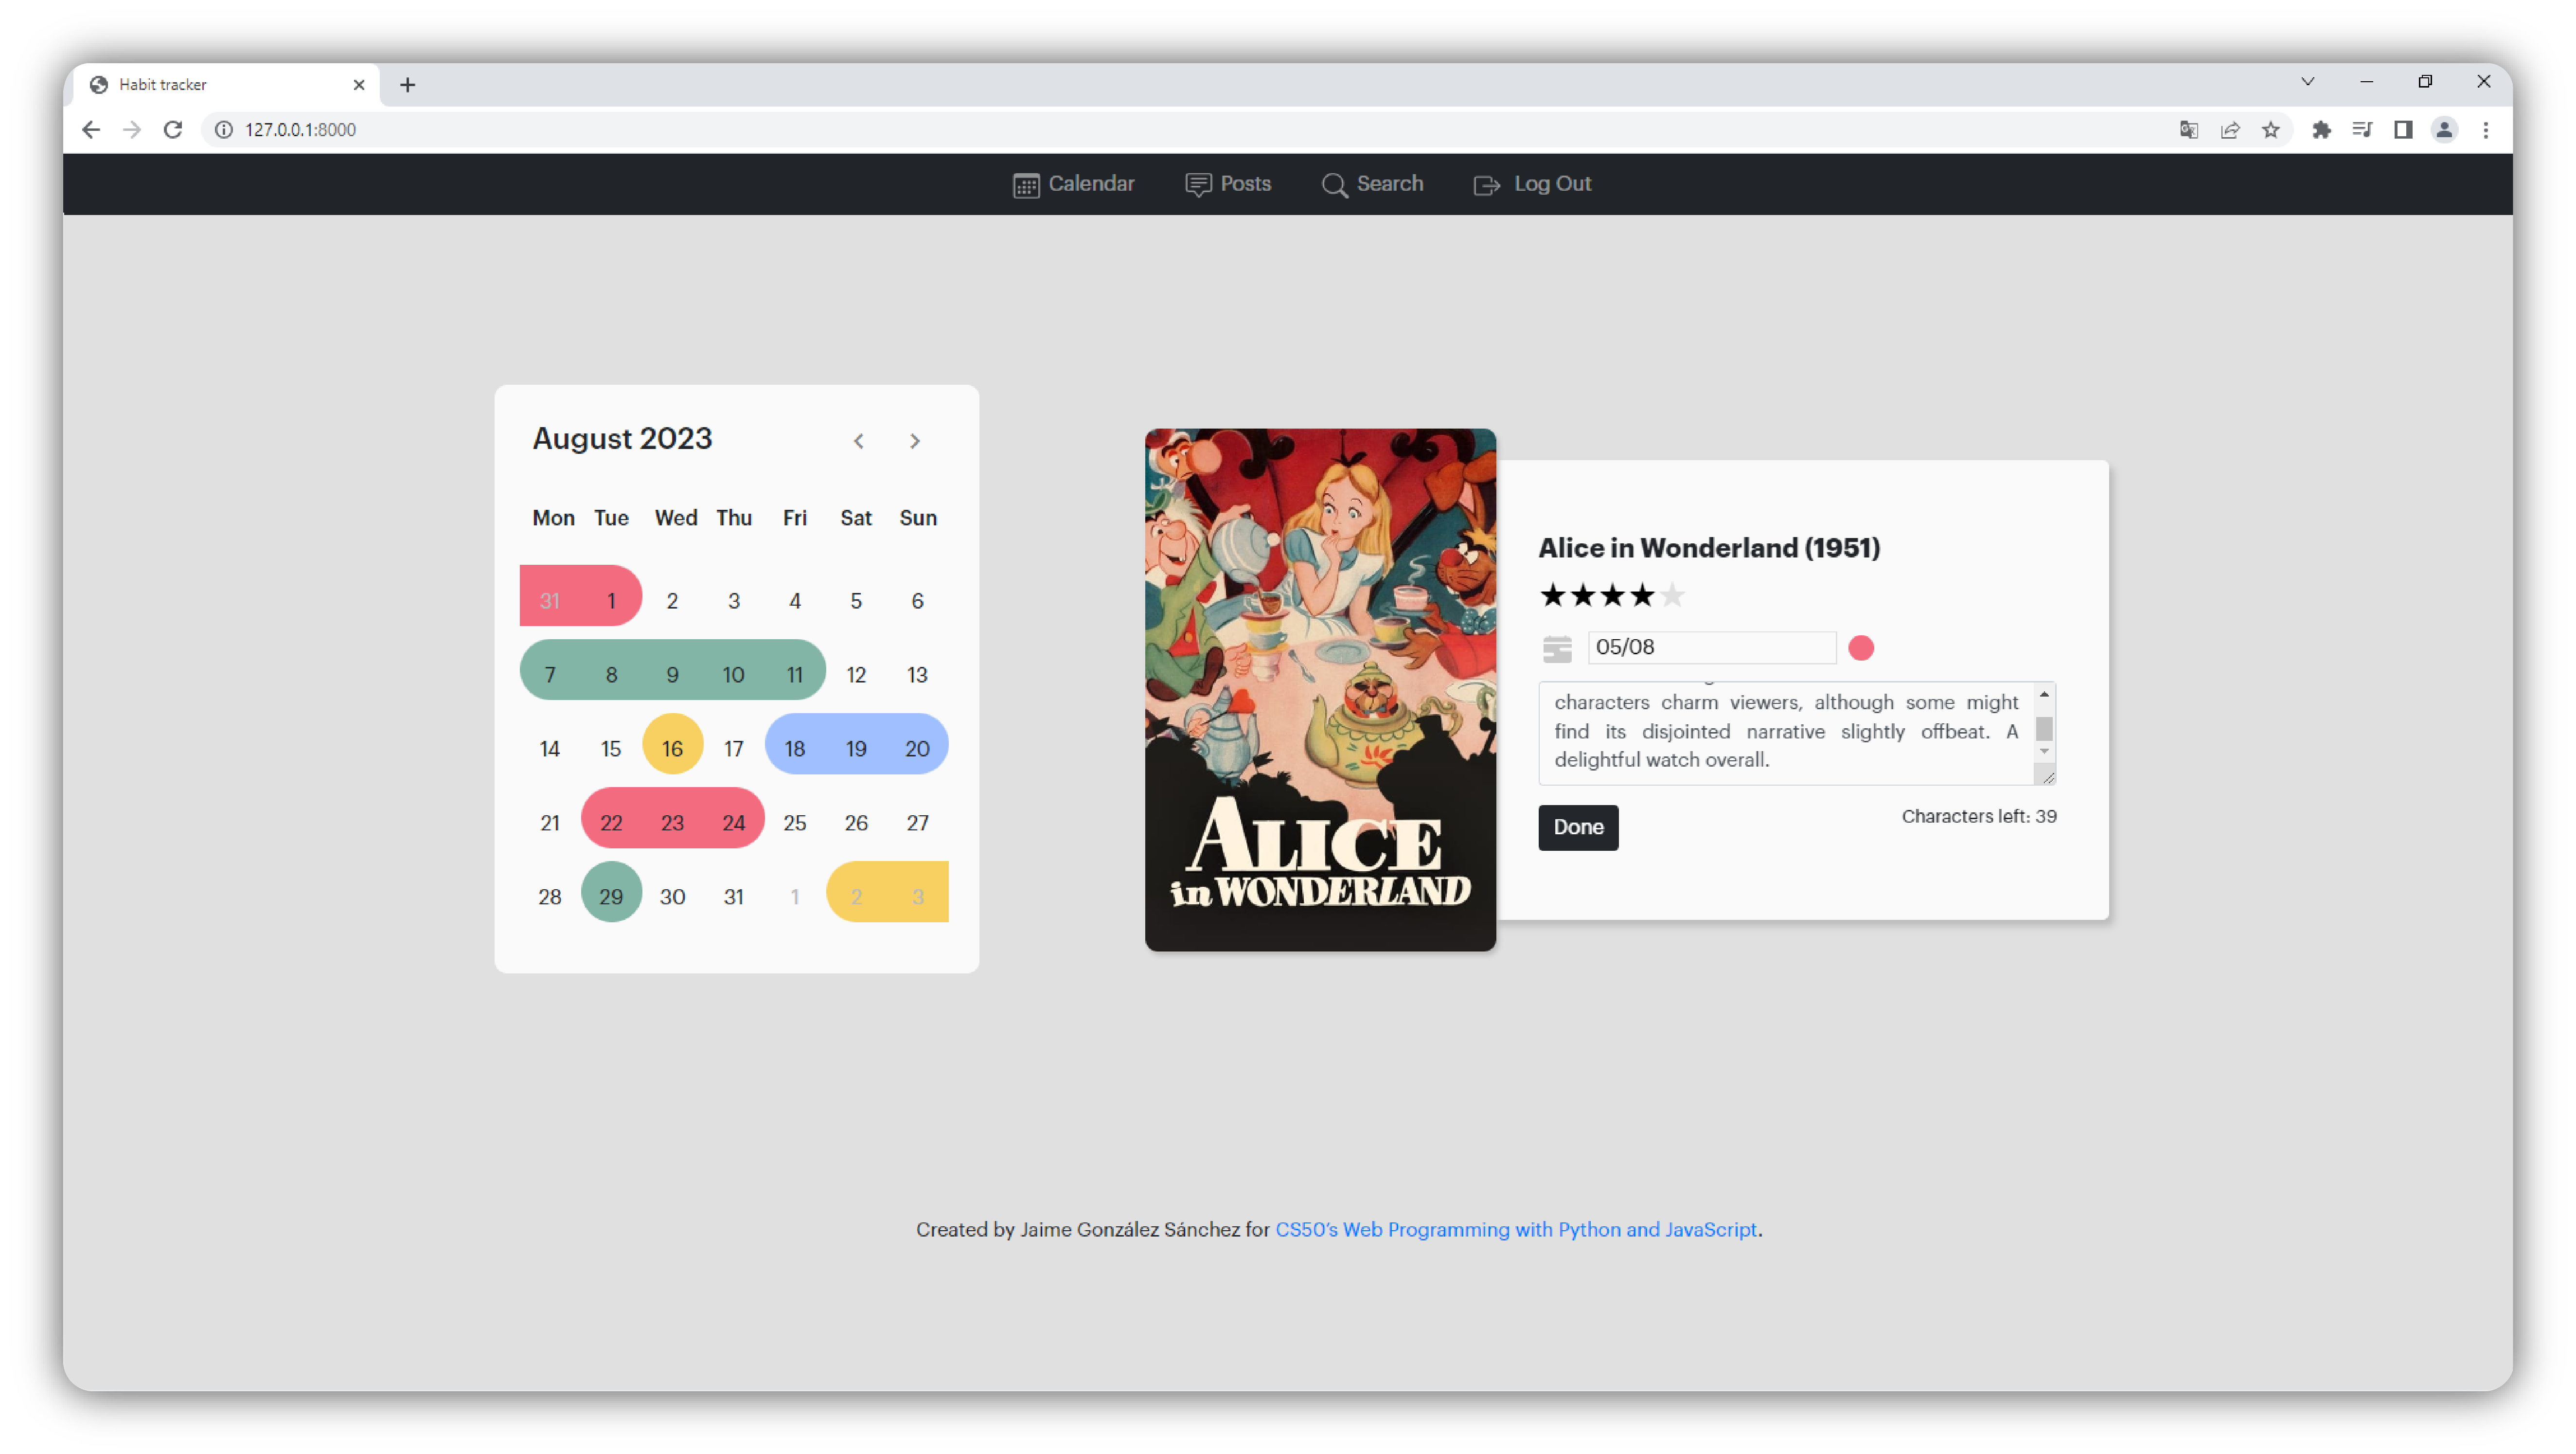 Habit tracker
127.0.0.1:8000
Calendar Posts Search Log Out
August 2023
Mon Tue Wed Thu Fri Sat Sun
31 1 2 3 4 5 6
7 8 9 10 11 12 13
14 15 16 17 18 19 20
21 22 23 24 25 26 27
28 29 30 31 1 2 3
ALICE
in WONDERLAND
Alice in Wonderland (1951)
05/08
characters charm viewers, although some might
find its disjointed narrative slightly offbeat. A
delightful watch overall.
Done
Characters left: 39
Created by Jaime González Sánchez for CS50's Web Programming with Python and JavaScript.